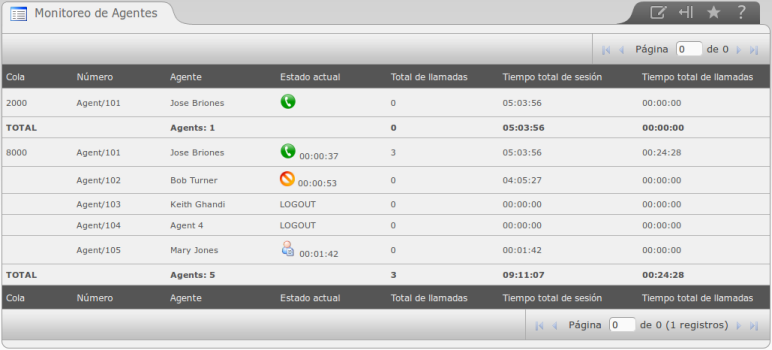 Monitoreo de Agentes
Página 0 de 0
Cola Número Agente Estado actual Total de llamadas Tiempo total de sesión Tiempo total de llamadas
2000 Agent/101 Jose Briones 0 05:03:56 00:00:00
TOTAL Agents: 1 0 05:03:56 00:00:00
8000 Agent/101 Jose Briones 00:00:37 3 05:03:56 00:24:28
Agent/102 Bob Turner 00:00:53 0 04:05:27 00:00:00
Agent/103 Keith Ghandi LOGOUT 0 00:00:00 00:00:00
Agent/104 Agent 4 LOGOUT 0 00:00:00 00:00:00
Agent/105 Mary Jones 00:01:42 0 00:01:42 00:00:00
TOTAL Agents: 5 3 09:11:07 00:24:28
Cola Número Agente Estado actual Total de llamadas Tiempo total de sesión Tiempo total de llamadas
Página 0 de 0 (1 registros)